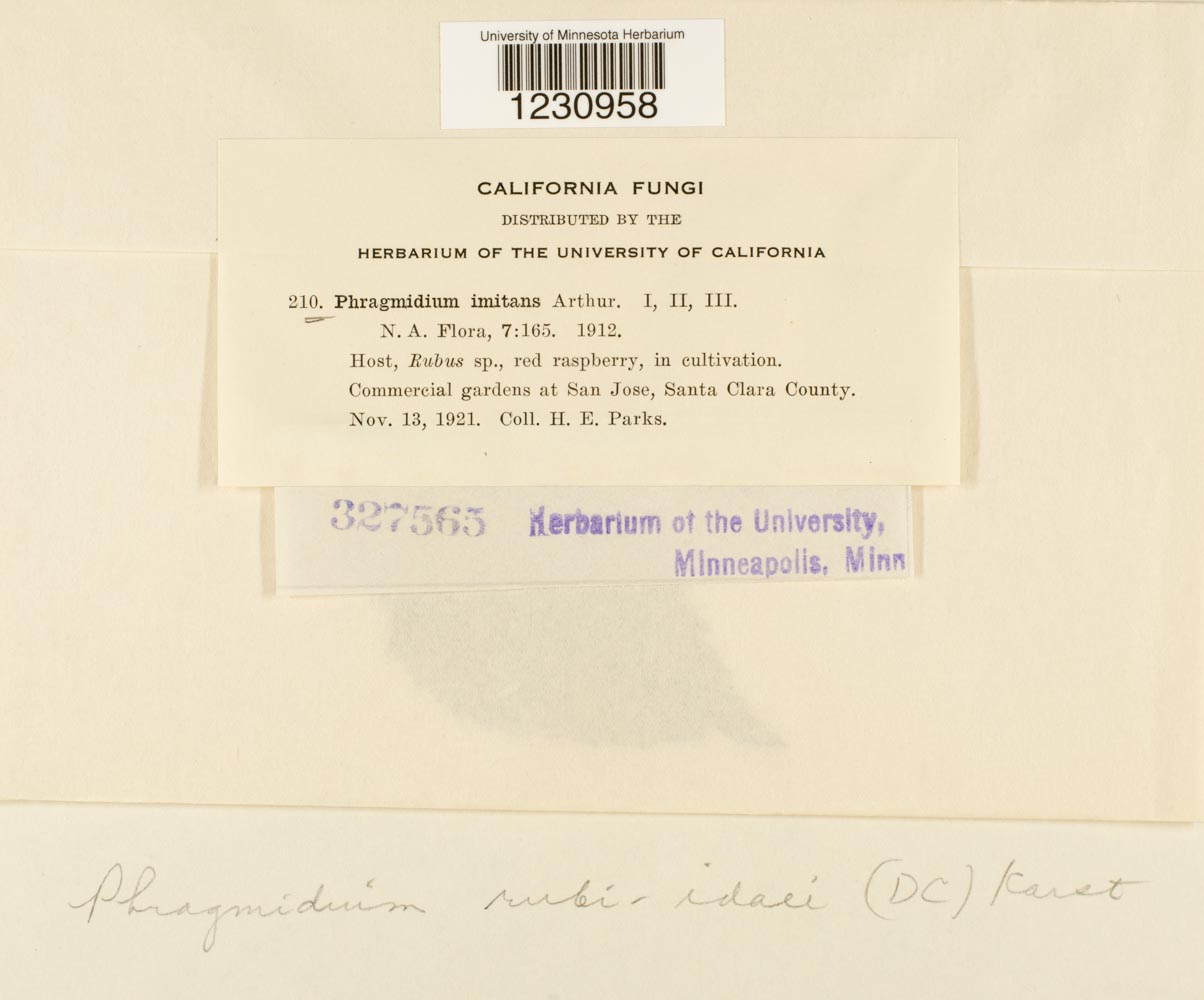 University of Minnesota Herbarium
1230958
CALIFORNIA FUNGI
DISTRIBUTED BY THE
HERBARIUM OF THE UNIVERSITY OF CALIFORNIA
210. Phragmidium imitans Arthur. I, II, III.
N. A. Flora, 7:165. 1912.
Host, Rubus sp., red raspberry, in cultivation.
Commercial gardens at San Jose, Santa Clara County.
Nov. 13, 1921. Coll. H. E. Parks.
327565 Herbarium of the University,
Minneapolis, Minn
Phragmidium rubi-idaei (DC) Karst